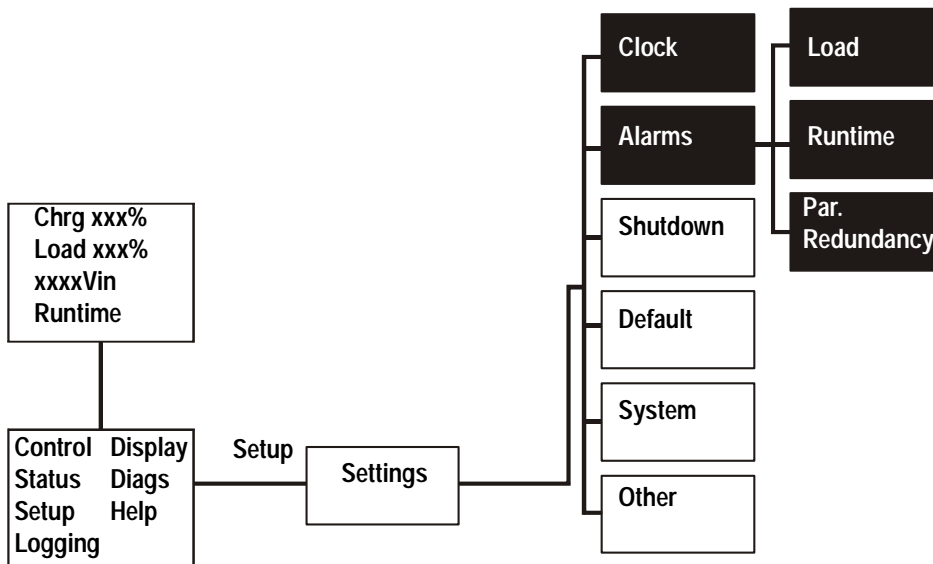 Chrg xxx%
Load xxx%
xxxxVin
Runtime
Control Display
Status Diags
Setup Help
Logging
Setup
Settings
Clock
Alarms
Shutdown
Default
System
Other
Load
Runtime
Par.
Redundancy